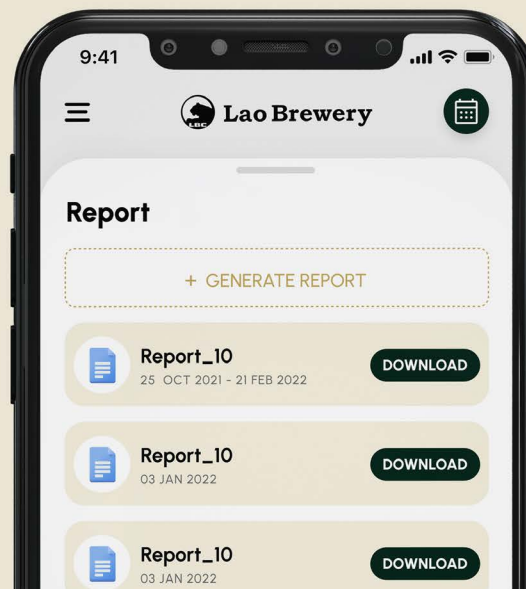 9:41
LBC
Lao Brewery
Report
+ GENERATE REPORT
Report_10
25 OCT 2021 - 21 FEB 2022
DOWNLOAD
Report_10
03 JAN 2022
DOWNLOAD
Report_10
03 JAN 2022
DOWNLOAD